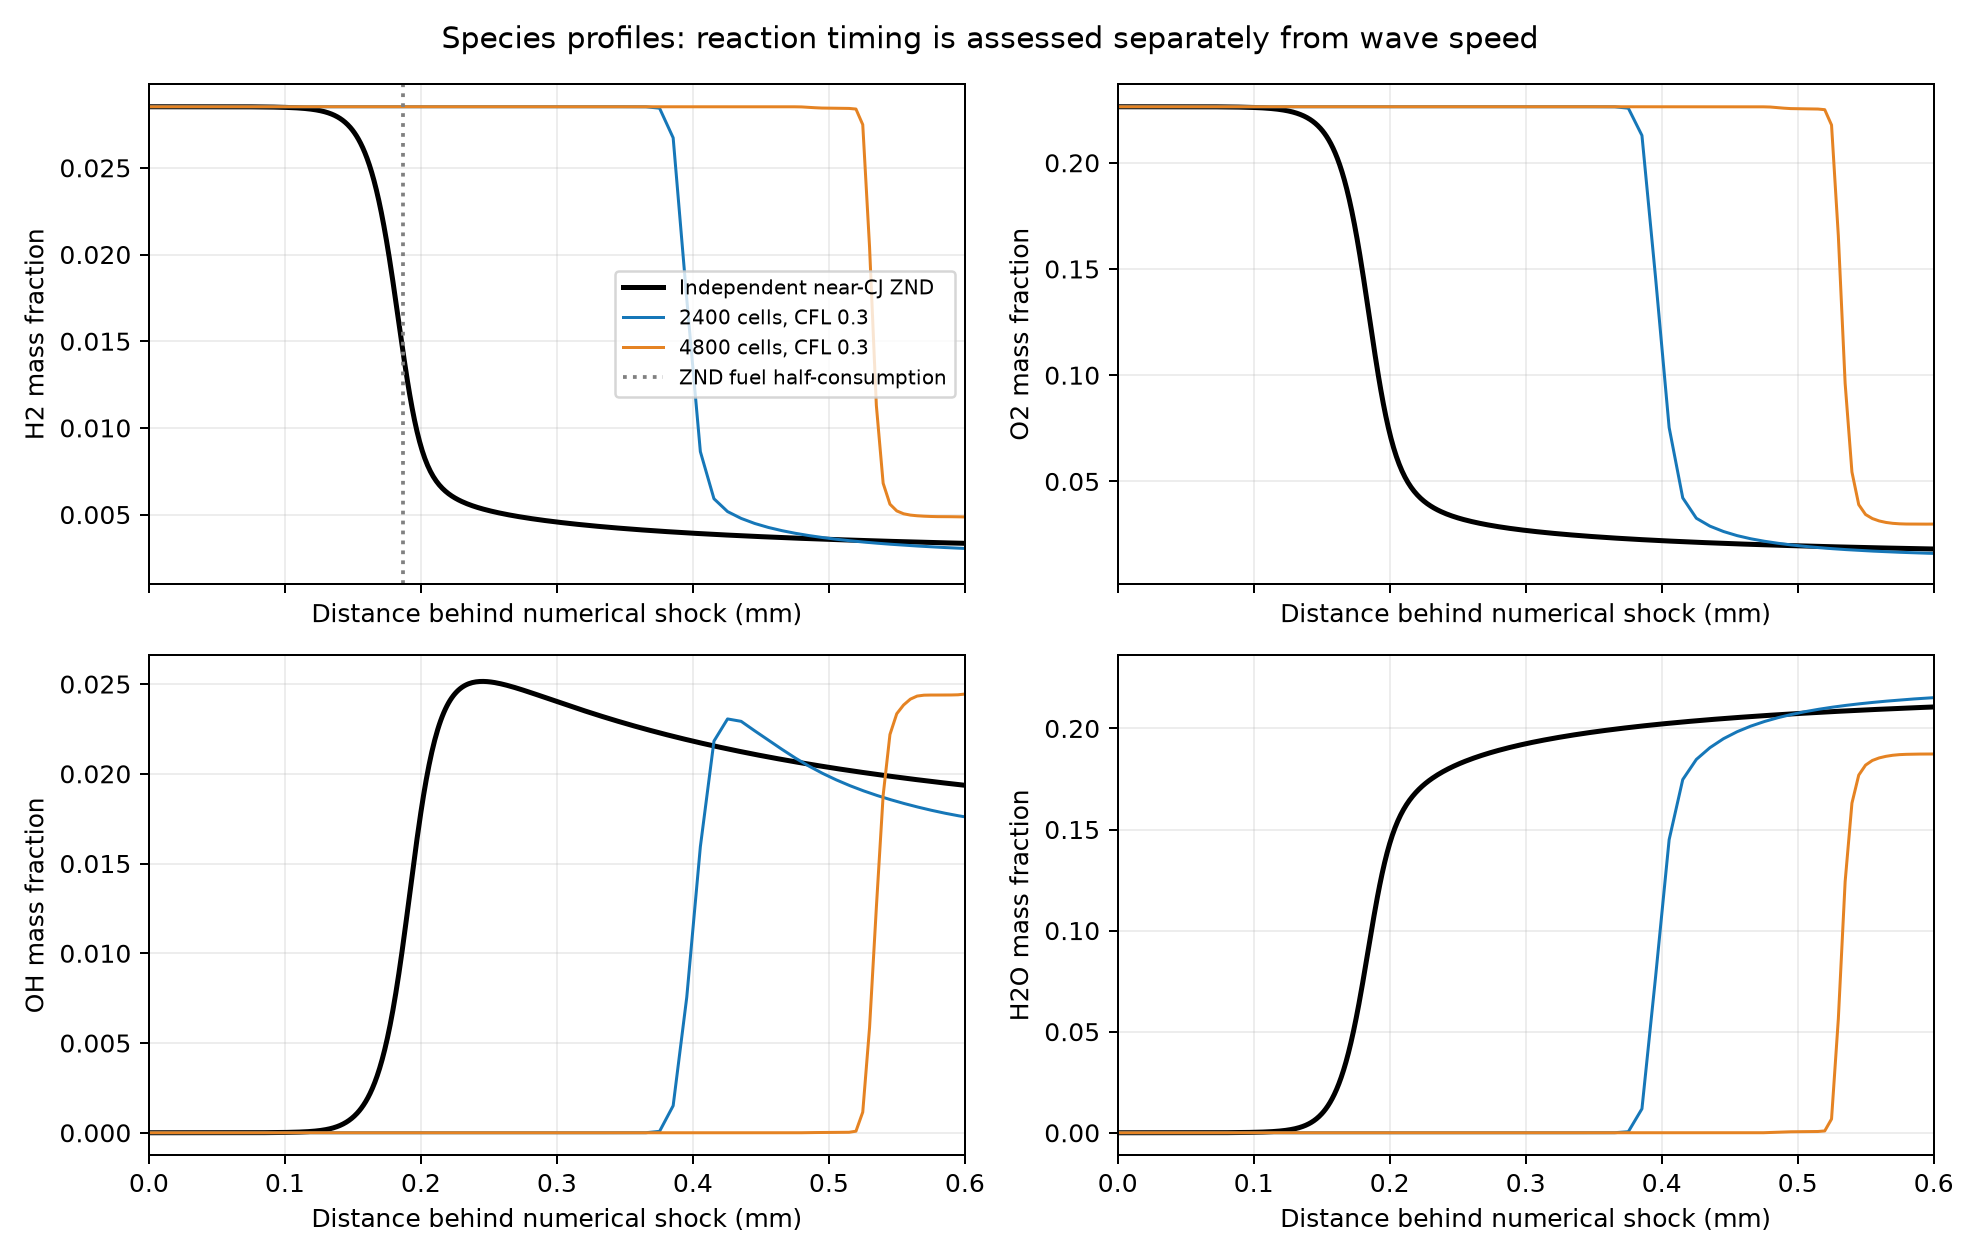 Species profiles: reaction timing is assessed separately from wave speed
H2 mass fraction
0.025
0.020
0.015
0.010
0.005
Independent near-CJ ZND
2400 cells, CFL 0.3
4800 cells, CFL 0.3
ZND fuel half-consumption
Distance behind numerical shock (mm)
O2 mass fraction
0.20
0.15
0.10
0.05
Distance behind numerical shock (mm)
OH mass fraction
0.025
0.020
0.015
0.010
0.005
0.000
0.0 0.1 0.2 0.3 0.4 0.5 0.6
Distance behind numerical shock (mm)
H2O mass fraction
0.20
0.15
0.10
0.05
0.00
0.0 0.1 0.2 0.3 0.4 0.5 0.6
Distance behind numerical shock (mm)